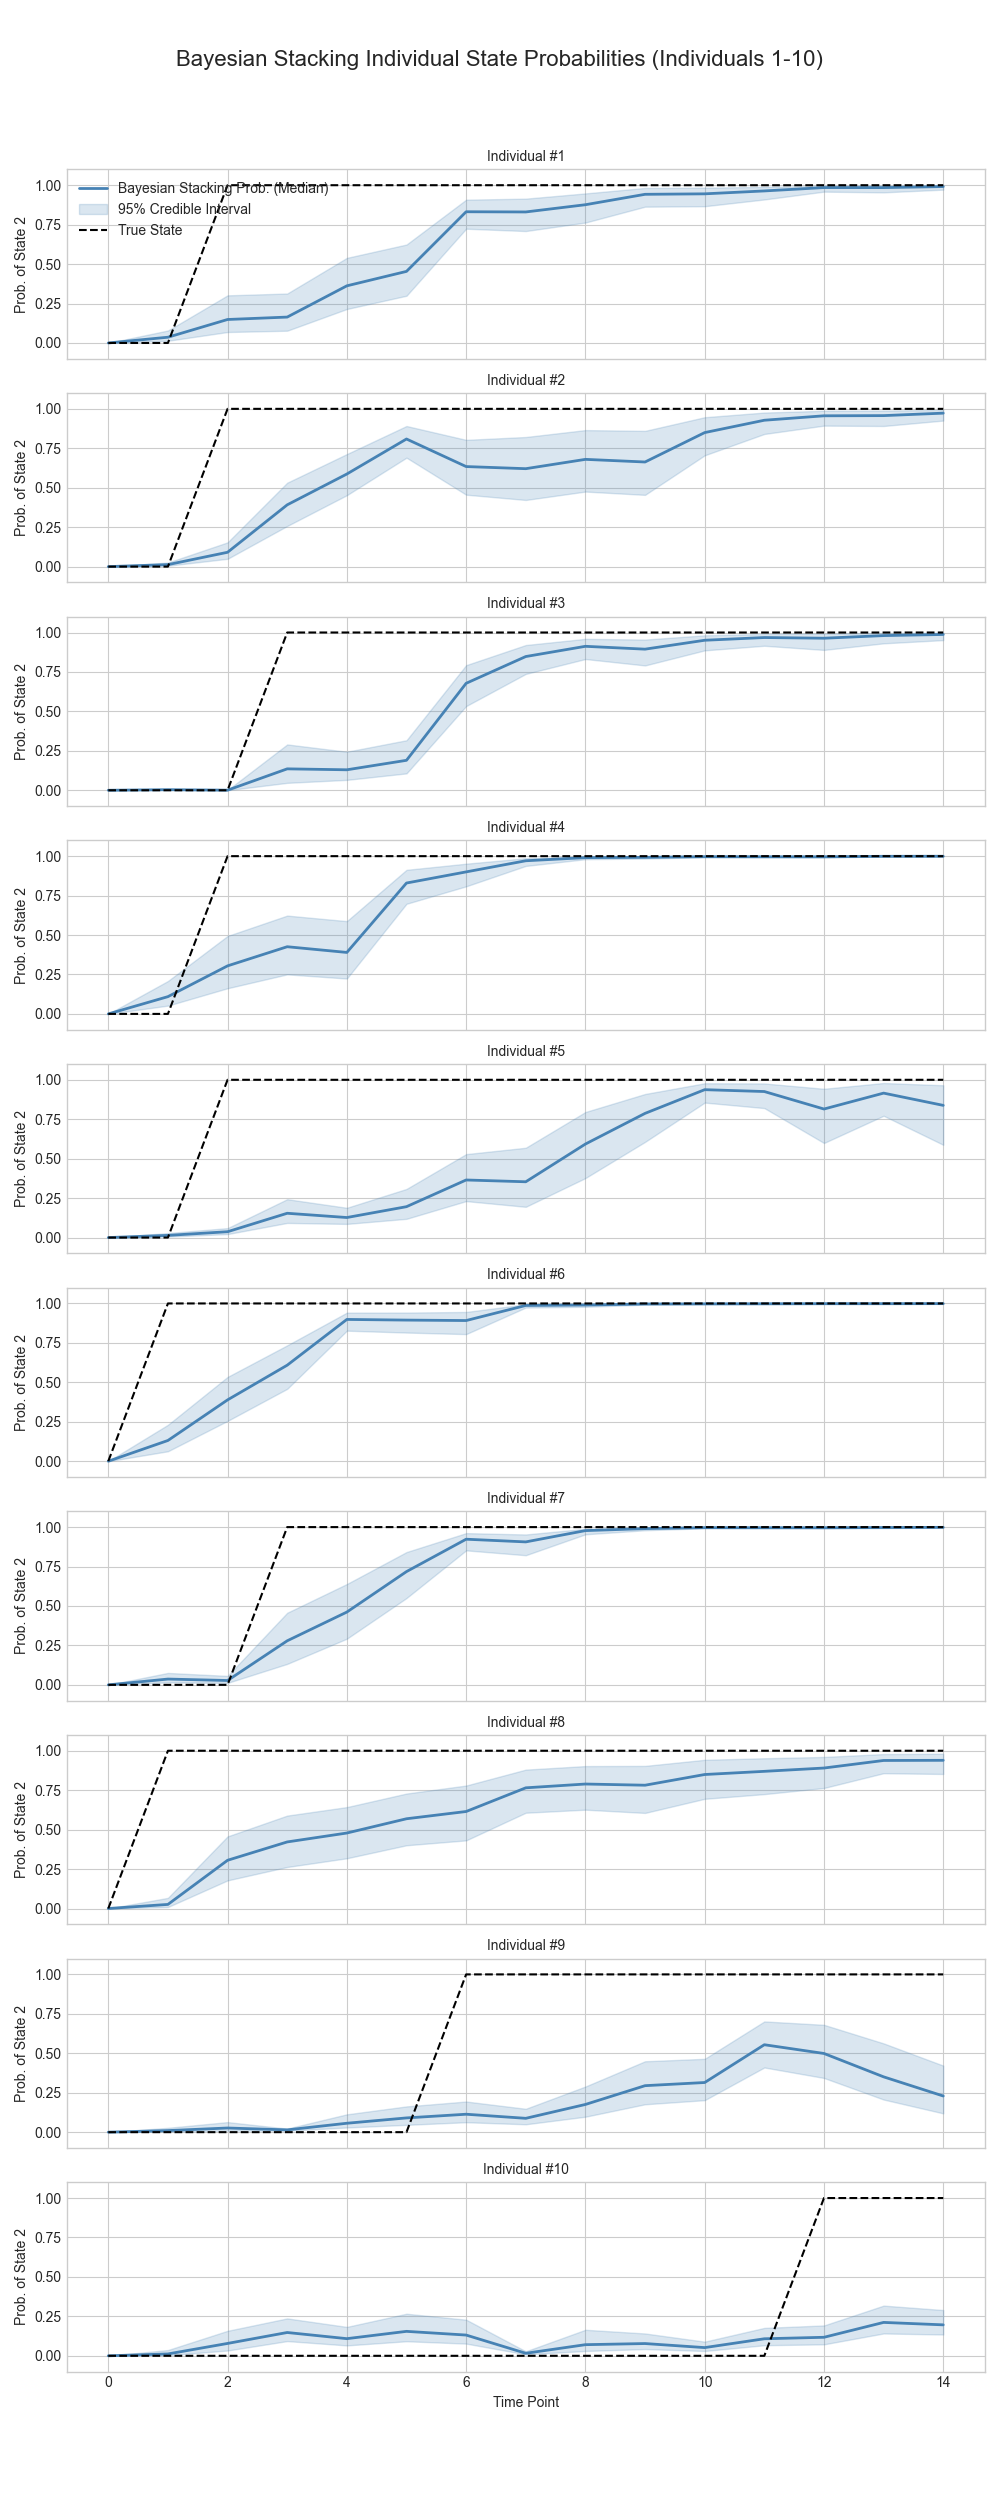 Bayesian Stacking Individual State Probabilities (Individuals 1-10)
Individual #1
Bayesian Stacking Prob. (Median)
95% Credible Interval
True State
Prob. of State 2
1.00
0.75
0.50
0.25
0.00
Individual #2
Prob. of State 2
1.00
0.75
0.50
0.25
0.00
Individual #3
Prob. of State 2
1.00
0.75
0.50
0.25
0.00
Individual #4
Prob. of State 2
1.00
0.75
0.50
0.25
0.00
Individual #5
Prob. of State 2
1.00
0.75
0.50
0.25
0.00
Individual #6
Prob. of State 2
1.00
0.75
0.50
0.25
0.00
Individual #7
Prob. of State 2
1.00
0.75
0.50
0.25
0.00
Individual #8
Prob. of State 2
1.00
0.75
0.50
0.25
0.00
Individual #9
Prob. of State 2
1.00
0.75
0.50
0.25
0.00
Individual #10
Prob. of State 2
1.00
0.75
0.50
0.25
0.00
0 2 4 6 8 10 12 14
Time Point